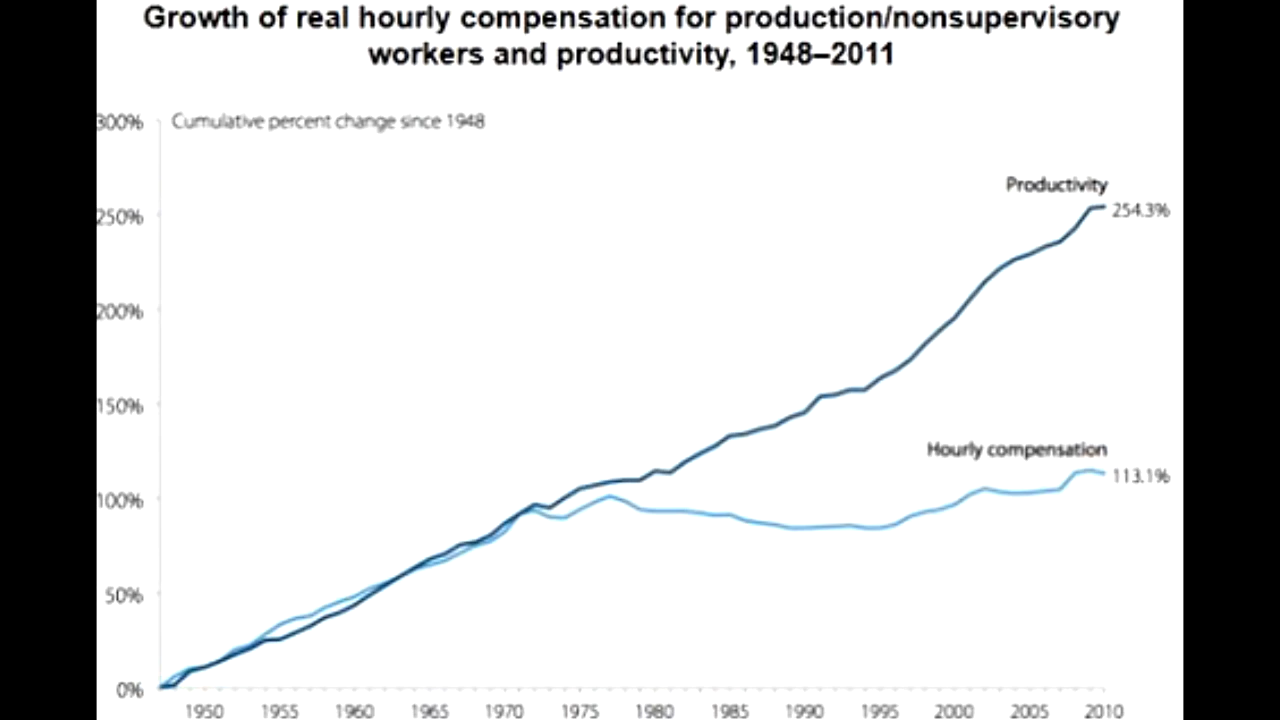 Growth of real hourly compensation for production/nonsupervisory
workers and productivity, 1948–2011
300%
Cumulative percent change since 1948
Productivity
254.3%
250%
200%
150%
Hourly compensation
113.1%
100%
50%
0%
1950 1955 1960 1965 1970 1975 1980 1985 1990 1995 2000 2005 2010